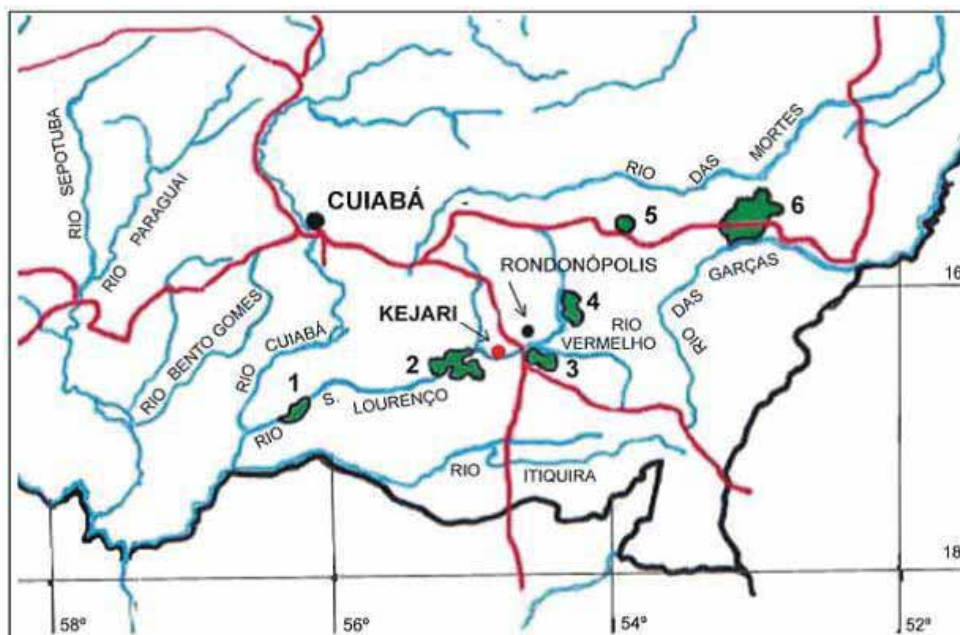 RIO SEPOTUBA
RIO PARAGUAI
CUIABÁ
RIO DAS MORTES
5
6
RONDONÓPOLIS
RIO DAS GARÇAS
16
KEJARI
4
RIO BENTO GOMES
RIO CUIABÁ
RIO VERMELHO
2
3
1
RIO S. LOURENÇO
RIO ITIQUIRA
18
58º
56º
54º
52º